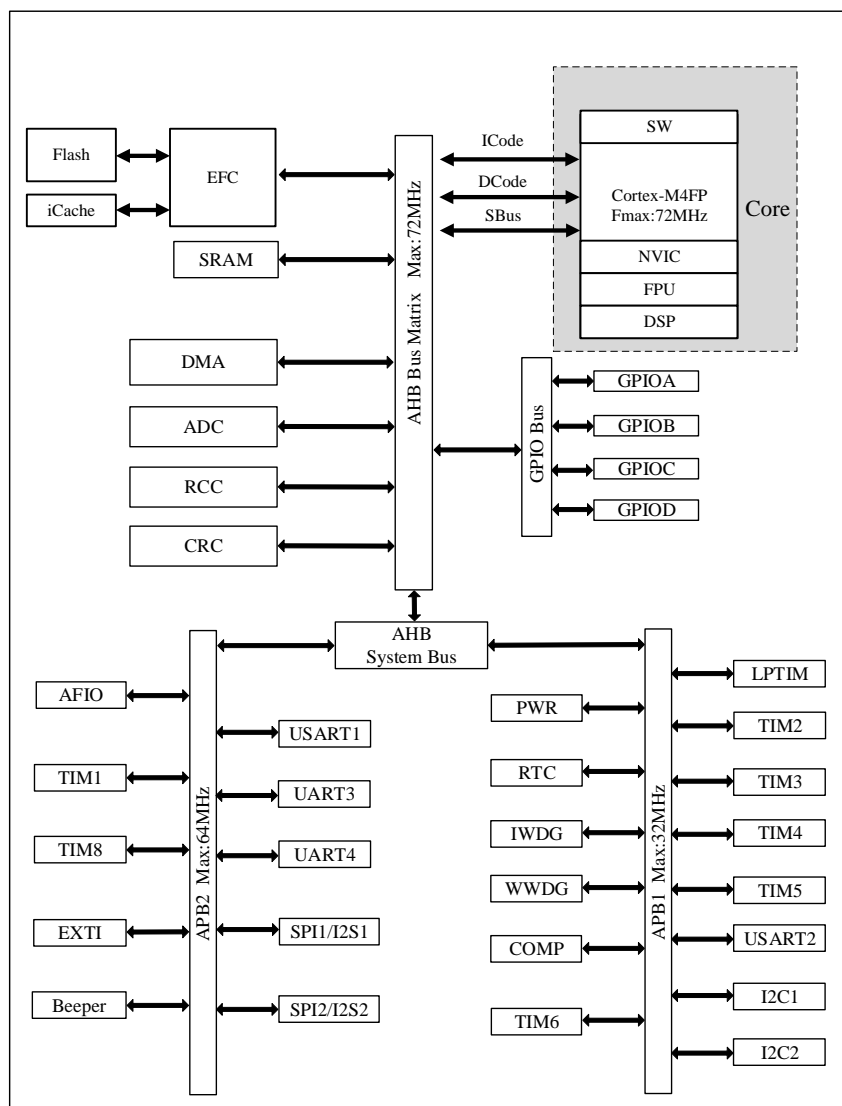 SW
ICode
Flash
EFC
DCode
Cortex-M4FP
Fmax:72MHz
Core
iCache
SBus
SRAM
NVIC
FPU
DSP
AHB Bus Matrix Max:72MHz
DMA
GPIOA
ADC
GPIO Bus
GPIOB
GPIOC
RCC
GPIOD
CRC
AHB
System Bus
AFIO
USART1
TIM1
UART3
TIM8
UART4
APB2 Max:64MHz
EXTI
SPI1/I2S1
Beeper
SPI2/I2S2
LPTIM
PWR
TIM2
RTC
TIM3
IWDG
TIM4
WWDG
TIM5
APB1 Max:32MHz
COMP
USART2
TIM6
I2C1
I2C2